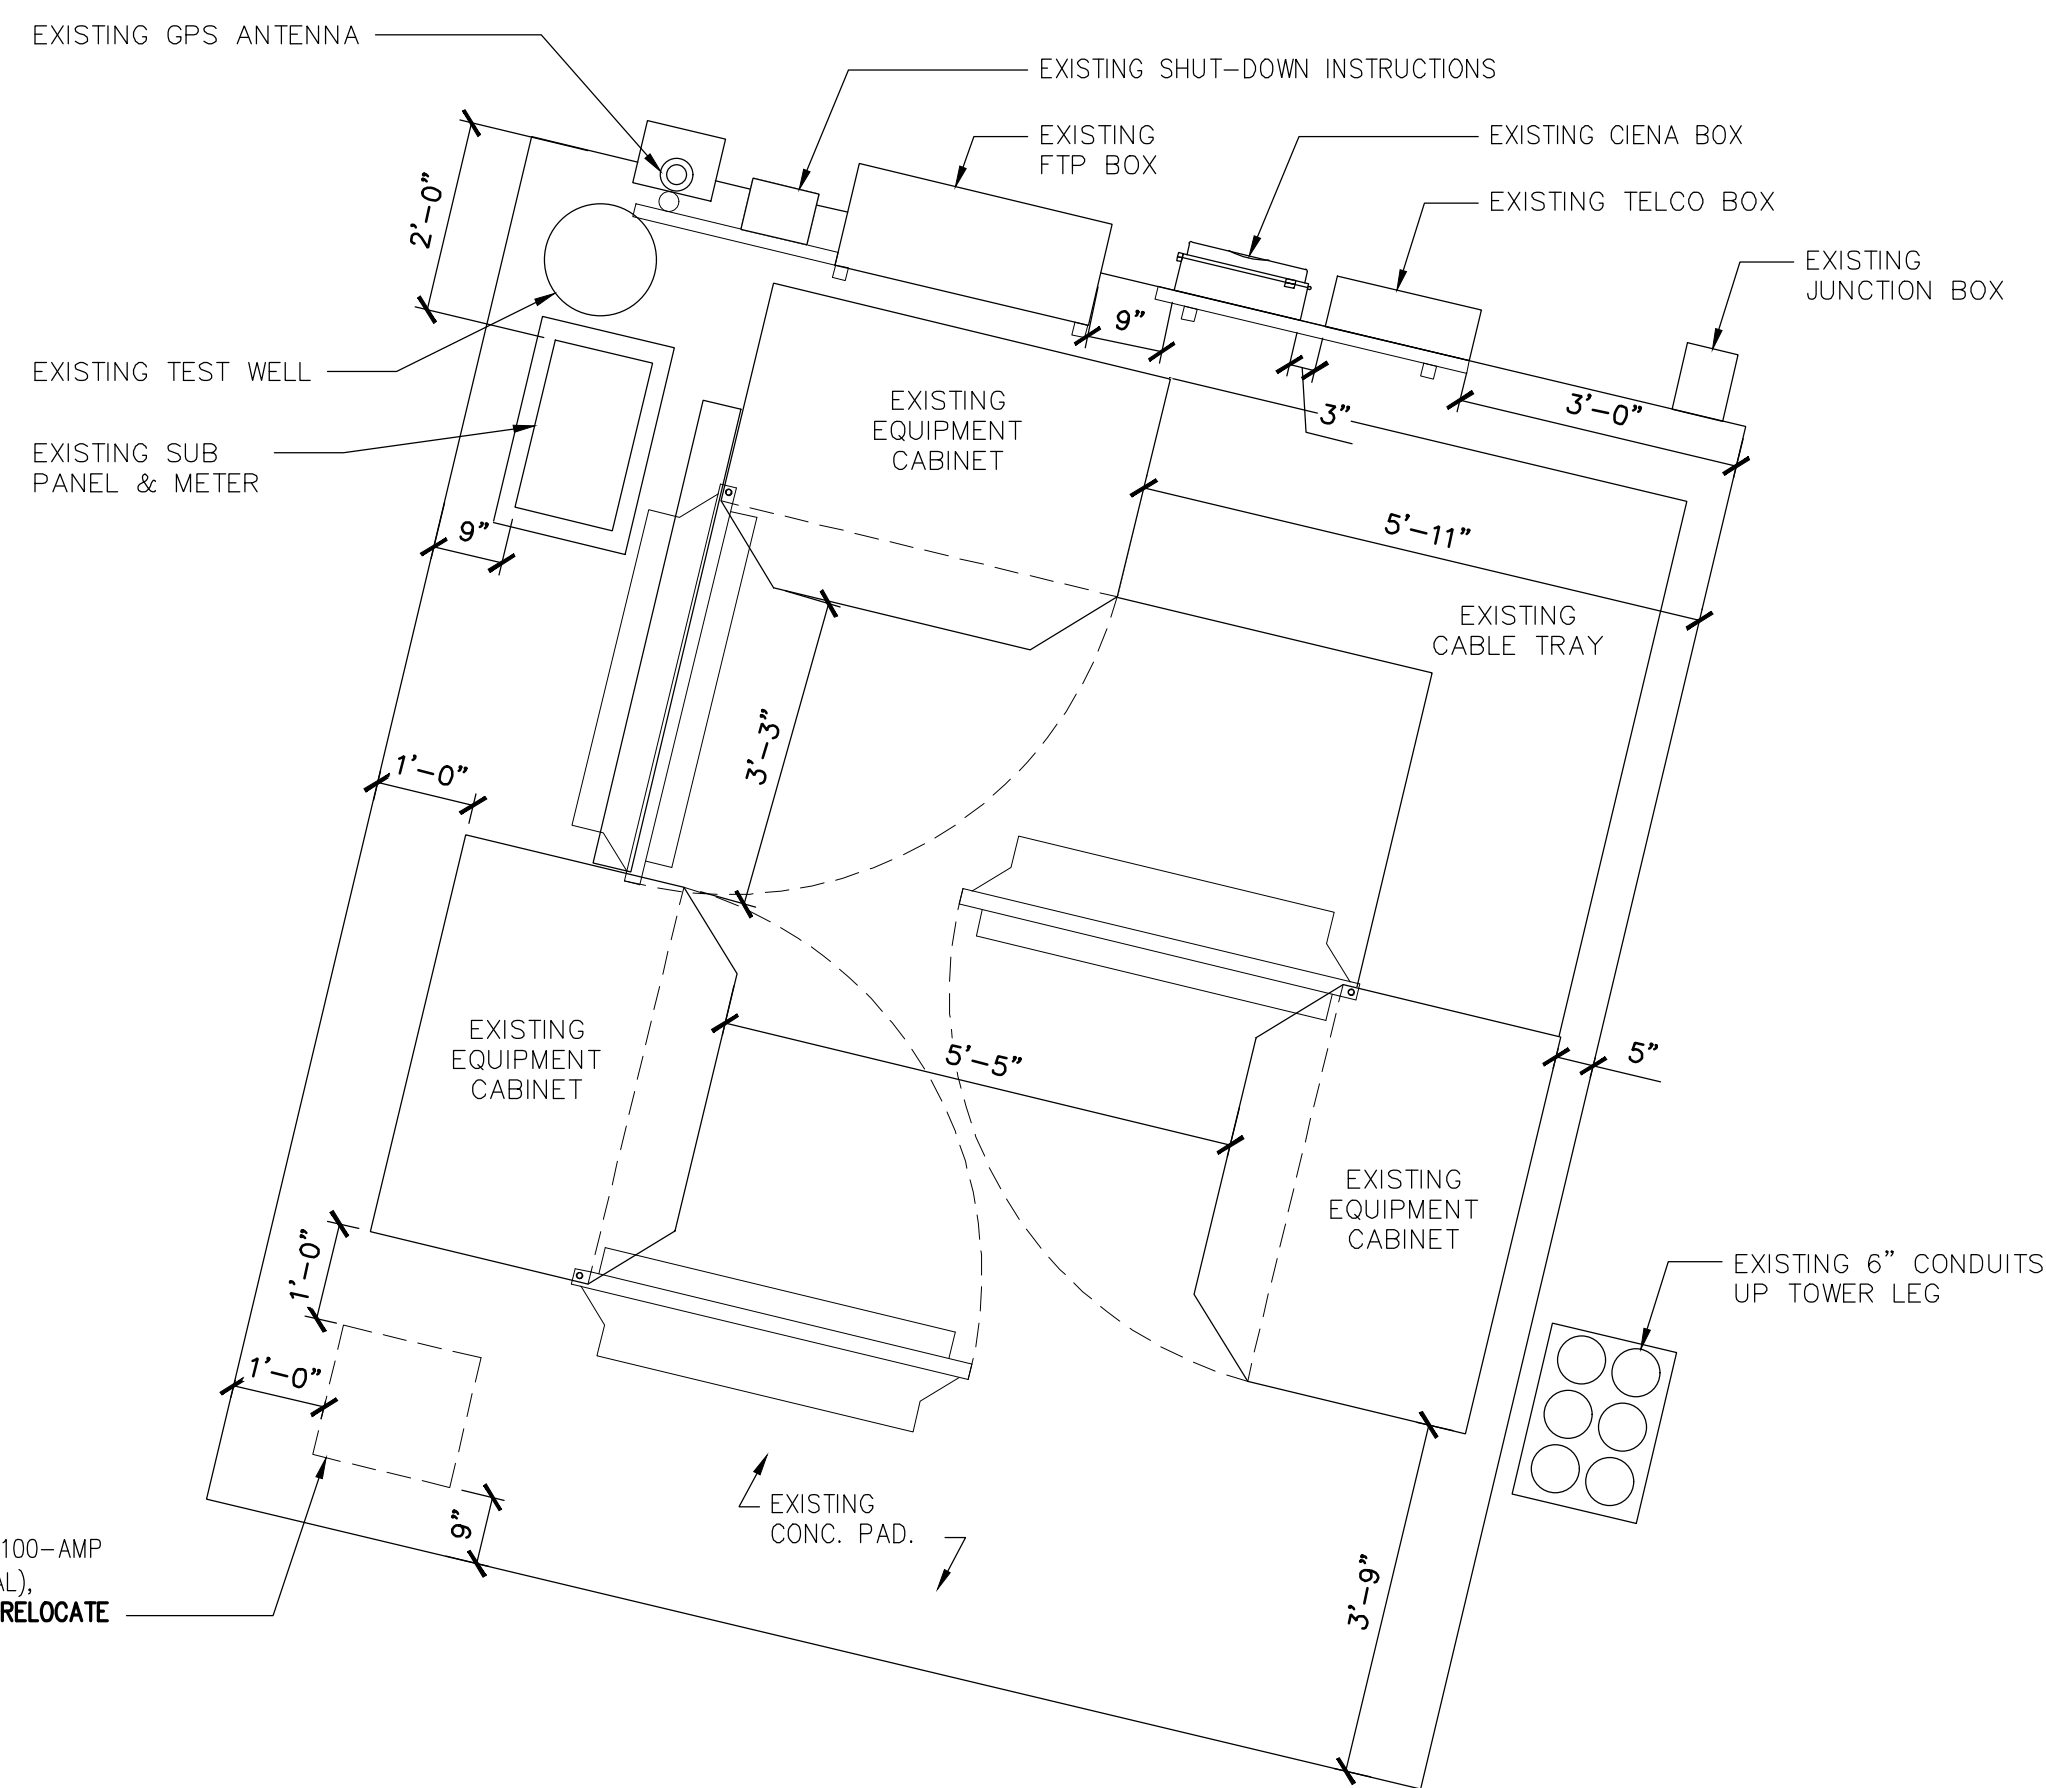 EXISTING GPS ANTENNA
EXISTING SHUT-DOWN INSTRUCTIONS
EXISTING
FTP BOX
EXISTING CIENA BOX
EXISTING TELCO BOX
EXISTING
JUNCTION BOX
2'-0"
EXISTING TEST WELL
EXISTING SUB
PANEL & METER
9"
9"
3"
3'-0"
EXISTING
EQUIPMENT
CABINET
5'-11"
EXISTING
CABLE TRAY
3'-3"
1'-0"
EXISTING
EQUIPMENT
CABINET
5'-5"
5"
EXISTING
EQUIPMENT
CABINET
1'-0"
1'-0"
EXISTING 6" CONDUITS
UP TOWER LEG
9"
EXISTING
CONC. PAD.
3'-9"
100-AMP
AL),
RELOCATE